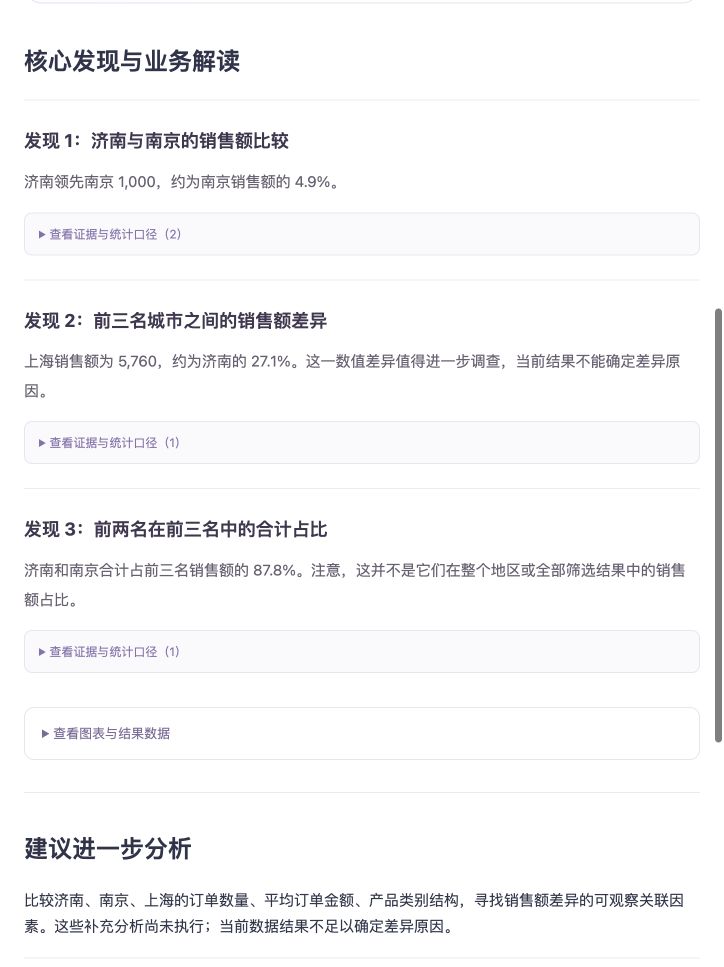 核心发现与业务解读
发现 1：济南与南京的销售额比较
济南领先南京 1,000，约为南京销售额的 4.9%。
▶ 查看证据与统计口径（2）
发现 2：前三名城市之间的销售额差异
上海销售额为 5,760，约为济南的 27.1%。这一数值差异值得进一步调查，当前结果不能确定差异原
因。
▶ 查看证据与统计口径（1）
发现 3：前两名在前三名中的合计占比
济南和南京合计占前三名销售额的 87.8%。注意，这并不是它们在整个地区或全部筛选结果中的销售
额占比。
▶ 查看证据与统计口径（1）
▶ 查看图表与结果数据
建议进一步分析
比较济南、南京、上海的订单数量、平均订单金额、产品类别结构，寻找销售额差异的可观察关联因
素。这些补充分析尚未执行；当前数据结果不足以确定差异原因。